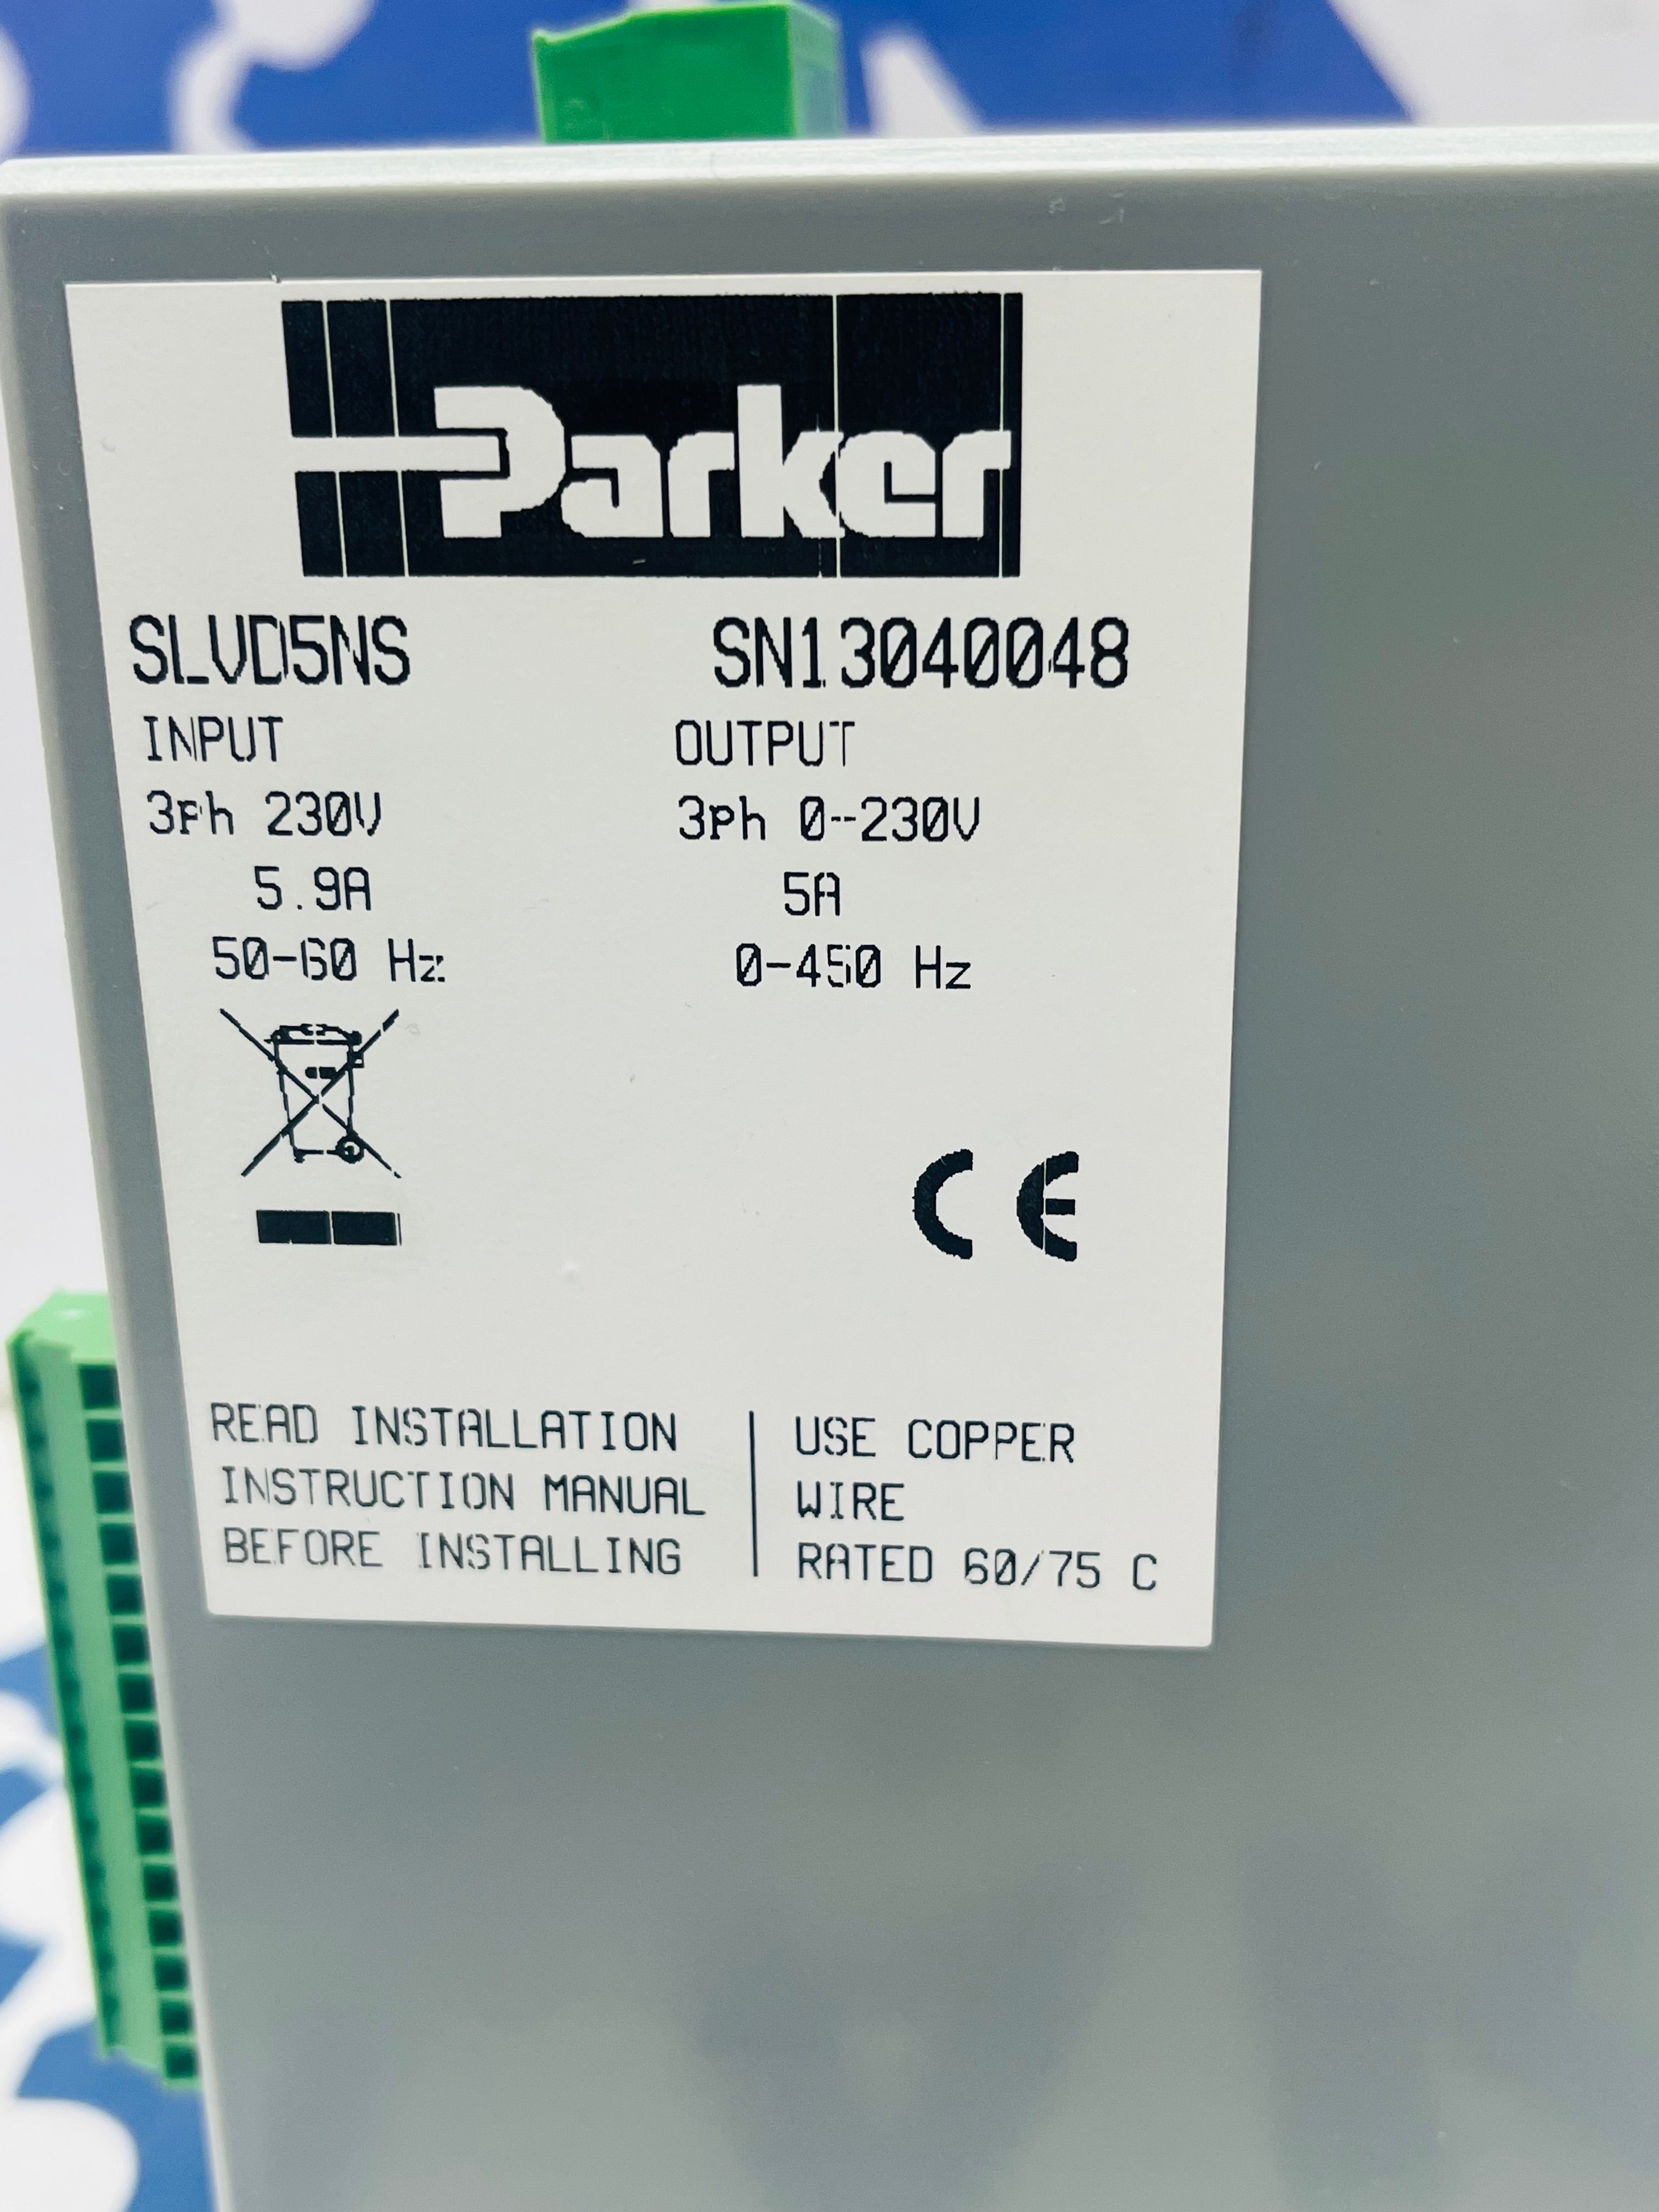 Parker
SLVD5NS SN13040048
INPUT OUTPUT
3Ph 230V 3Ph 0-230V
5.9A 5A
50-60 Hz 0-450 Hz
CE
READ INSTALLATION
INSTRUCTION MANUAL
BEFORE INSTALLING
USE COPPER
WIRE
RATED 60/75 C